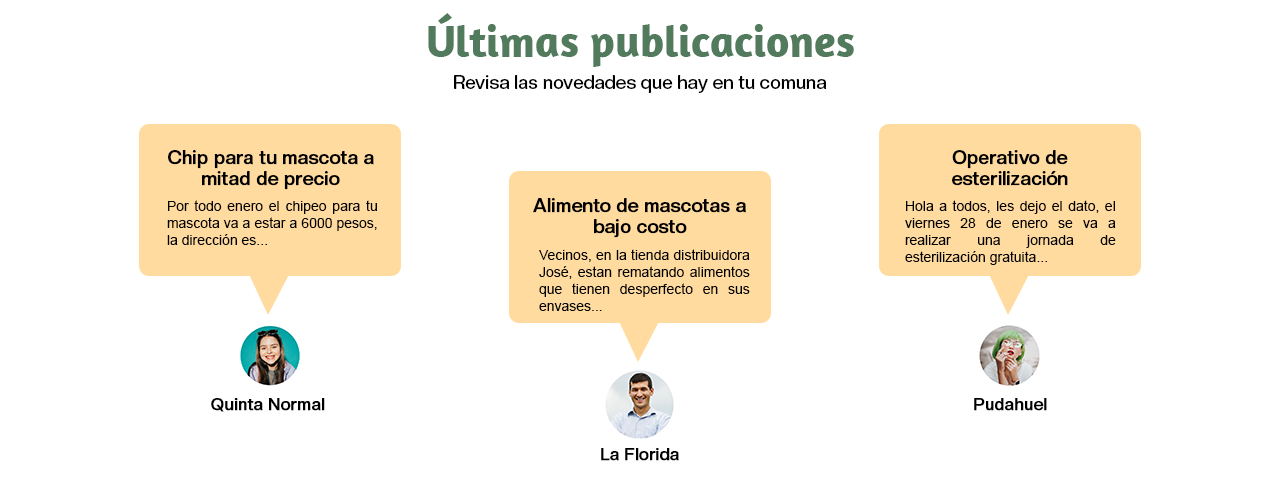 Últimas publicaciones
Revisa las novedades que hay en tu comuna
Chip para tu mascota a
mitad de precio
Por todo enero el chipeo para tu
mascota va a estar a 6000 pesos,
la dirección es...
Quinta Normal
Alimento de mascotas a
bajo costo
Vecinos, en la tienda distribuidora
José, estan rematando alimentos
que tienen desperfecto en sus
envases...
La Florida
Operativo de
esterilización
Hola a todos, les dejo el dato, el
viernes 28 de enero se va a
realizar una jornada de
esterilización gratuita...
Pudahuel